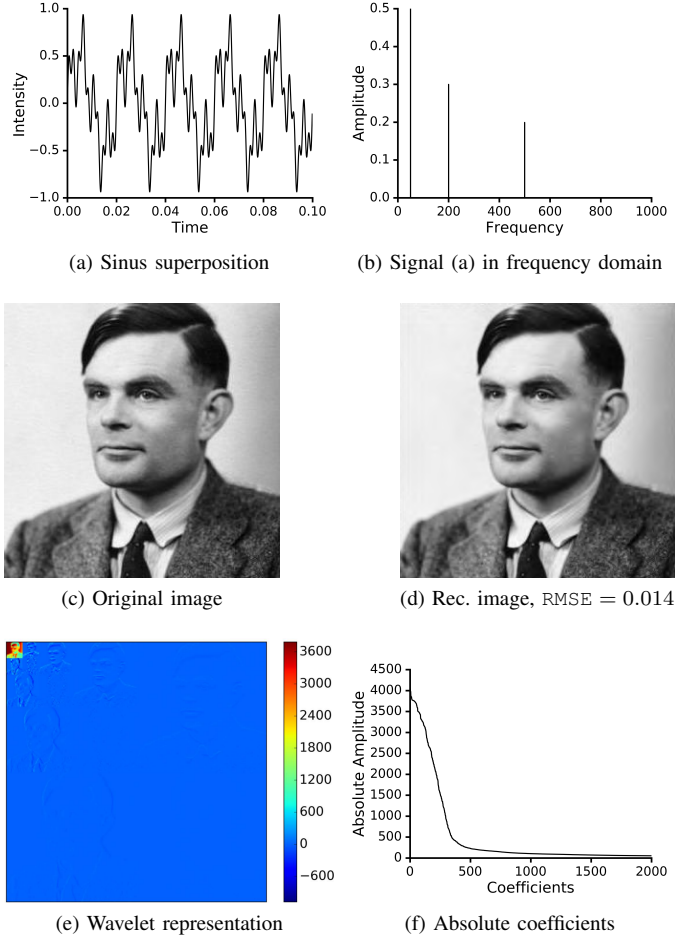 1.0
0.5
0.0
−0.5
−1.0
Intensity
0.00 0.02 0.04 0.06 0.08 0.10
Time
(a) Sinus superposition
0.5
0.4
0.3
0.2
0.1
0.0
Amplitude
0 200 400 600 800 1000
Frequency
(b) Signal (a) in frequency domain
(c) Original image
(d) Rec. image, RMSE = 0.014
3600
3000
2400
1800
1200
600
0
−600
(e) Wavelet representation
4500
4000
3500
3000
2500
2000
1500
1000
500
0
Absolute Amplitude
0 500 1000 1500 2000
Coefficients
(f) Absolute coefficients